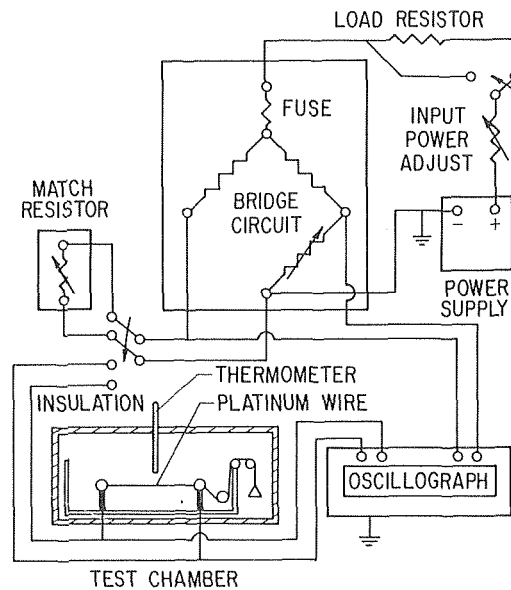 LOAD RESISTOR
FUSE
INPUT
POWER
ADJUST
MATCH
RESISTOR
BRIDGE
CIRCUIT
- +
POWER
SUPPLY
THERMOMETER
INSULATION
PLATINUM WIRE
OSCILLOGRAPH
TEST CHAMBER